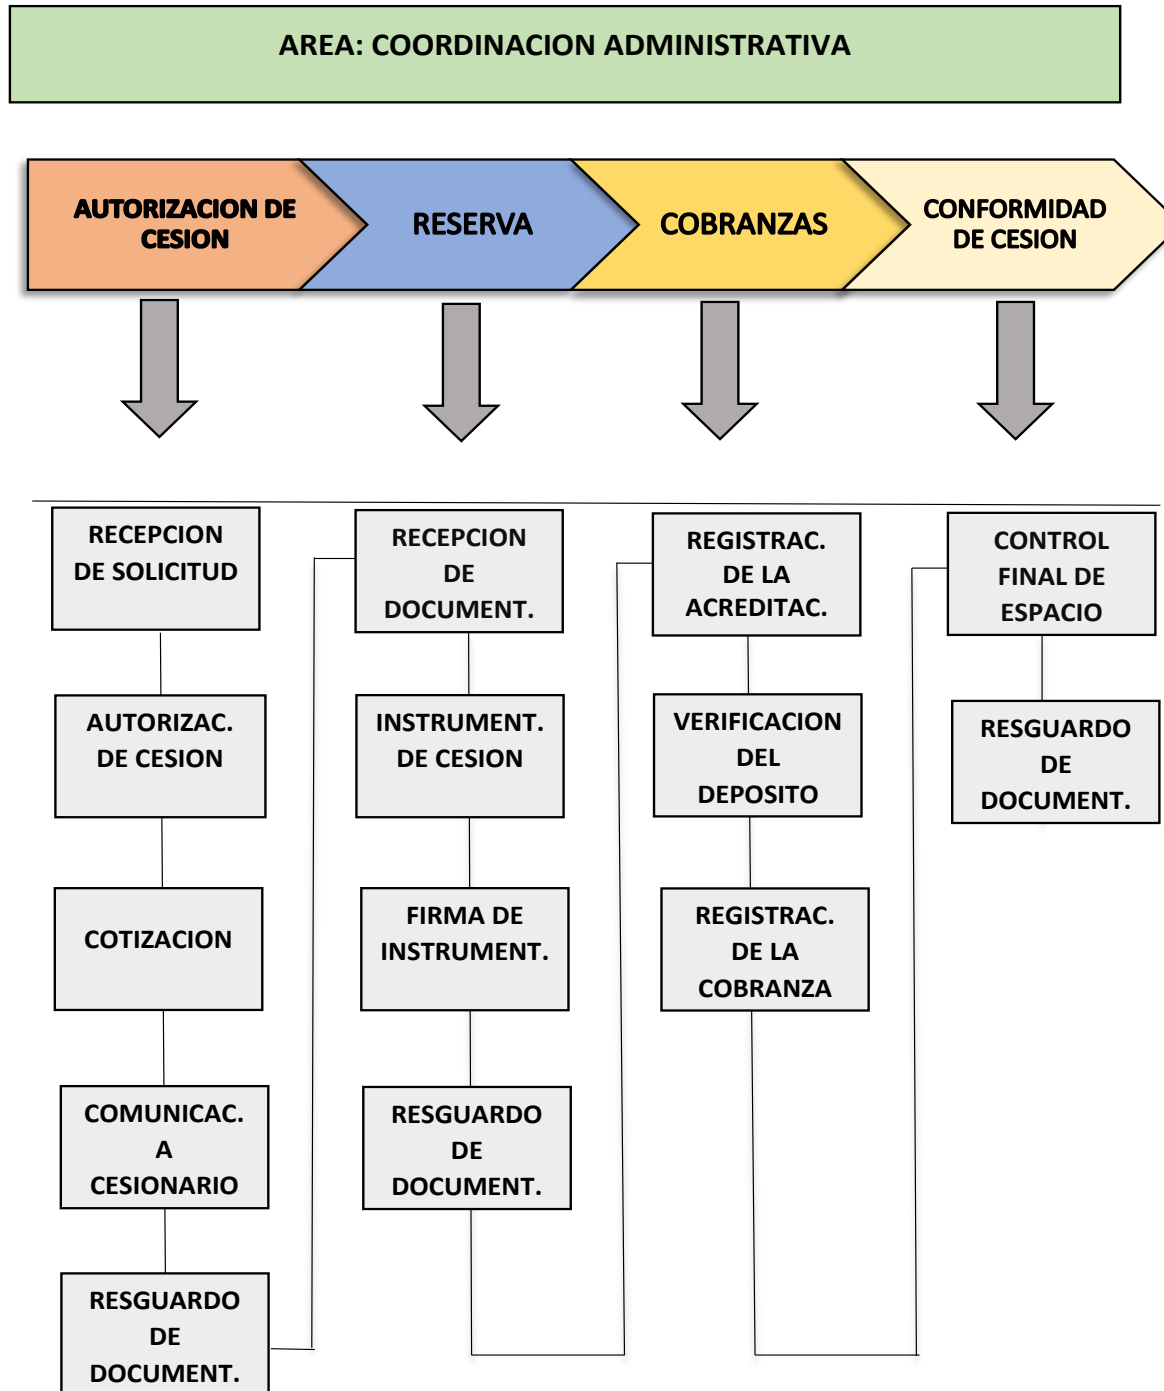 AREA: COORDINACION ADMINISTRATIVA
AUTORIZACION DE
CESION
RESERVA
COBRANZAS
CONFORMIDAD
DE CESION
RECEPCION
DE SOLICITUD
AUTORIZAC.
DE CESION
COTIZACION
COMUNICAC.
A
CESIONARIO
RESGUARDO
DE
DOCUMENT.
RECEPCION
DE
DOCUMENT.
INSTRUMENT.
DE CESION
FIRMA DE
INSTRUMENT.
RESGUARDO
DE
DOCUMENT.
REGISTRAC.
DE LA
ACREDITAC.
VERIFICACION
DEL
DEPOSITO
REGISTRAC.
DE LA
COBRANZA
CONTROL
FINAL DE
ESPACIO
RESGUARDO
DE
DOCUMENT.